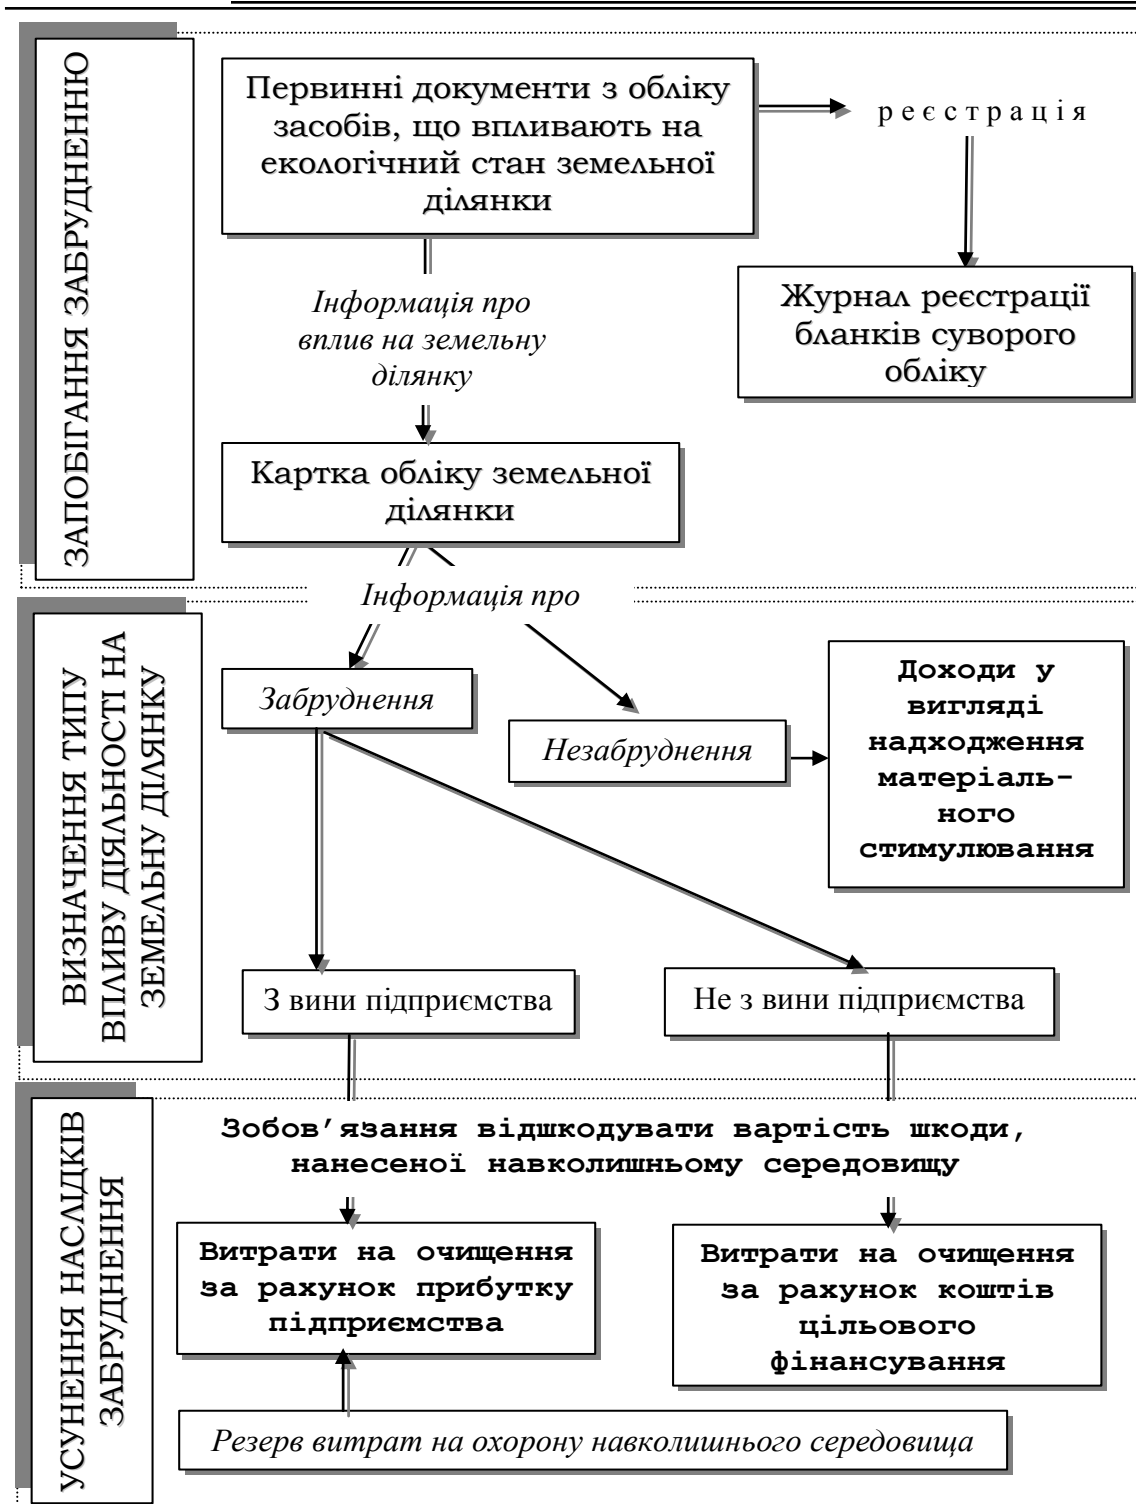 ЗАПОБІГАННЯ ЗАБРУДНЕННЮ
Первинні документи з обліку
засобів, що впливають на
екологічний стан земельної
ділянки
реєстрація
Журнал реєстрації
бланків суворого
обліку
Інформація про
вплив на земельну
ділянку
Картка обліку земельної
ділянки
Інформація про
ВИЗНАЧЕННЯ ТИПУ
ВПЛИВУ ДІЯЛЬНОСТІ НА
ЗЕМЕЛЬНУ ДІЛЯНКУ
Забруднення
Незабруднення
Доходи у
вигляді
надходження
матеріаль-
ного
стимулювання
З вини підприємства
Не з вини підприємства
УСУНЕННЯ НАСЛІДКІВ
ЗАБРУДНЕННЯ
Зобов’язання відшкодувати вартість шкоди,
нанесеної навколишньому середовищу
Витрати на очищення
за рахунок прибутку
підприємства
Витрати на очищення
за рахунок коштів
цільового
фінансування
Резерв витрат на охорону навколишнього середовища